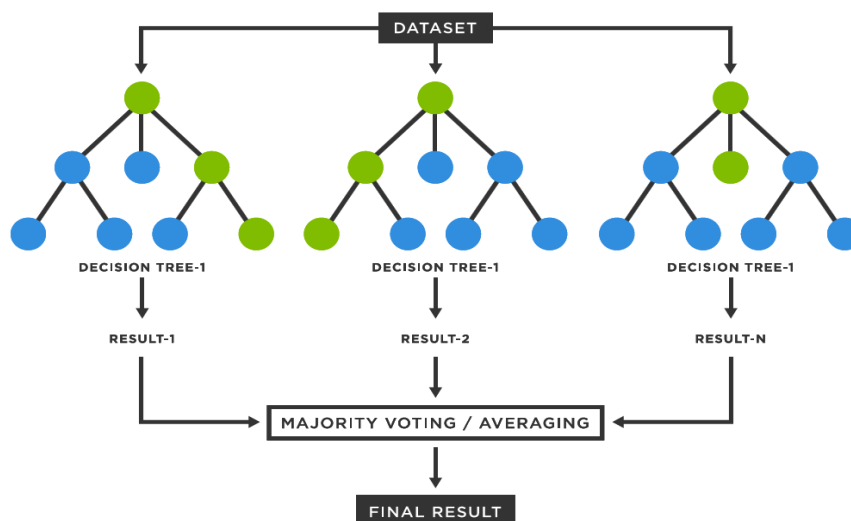 DATASET
DECISION TREE-1
DECISION TREE-1
DECISION TREE-1
RESULT-1
RESULT-2
RESULT-N
MAJORITY VOTING / AVERAGING
FINAL RESULT